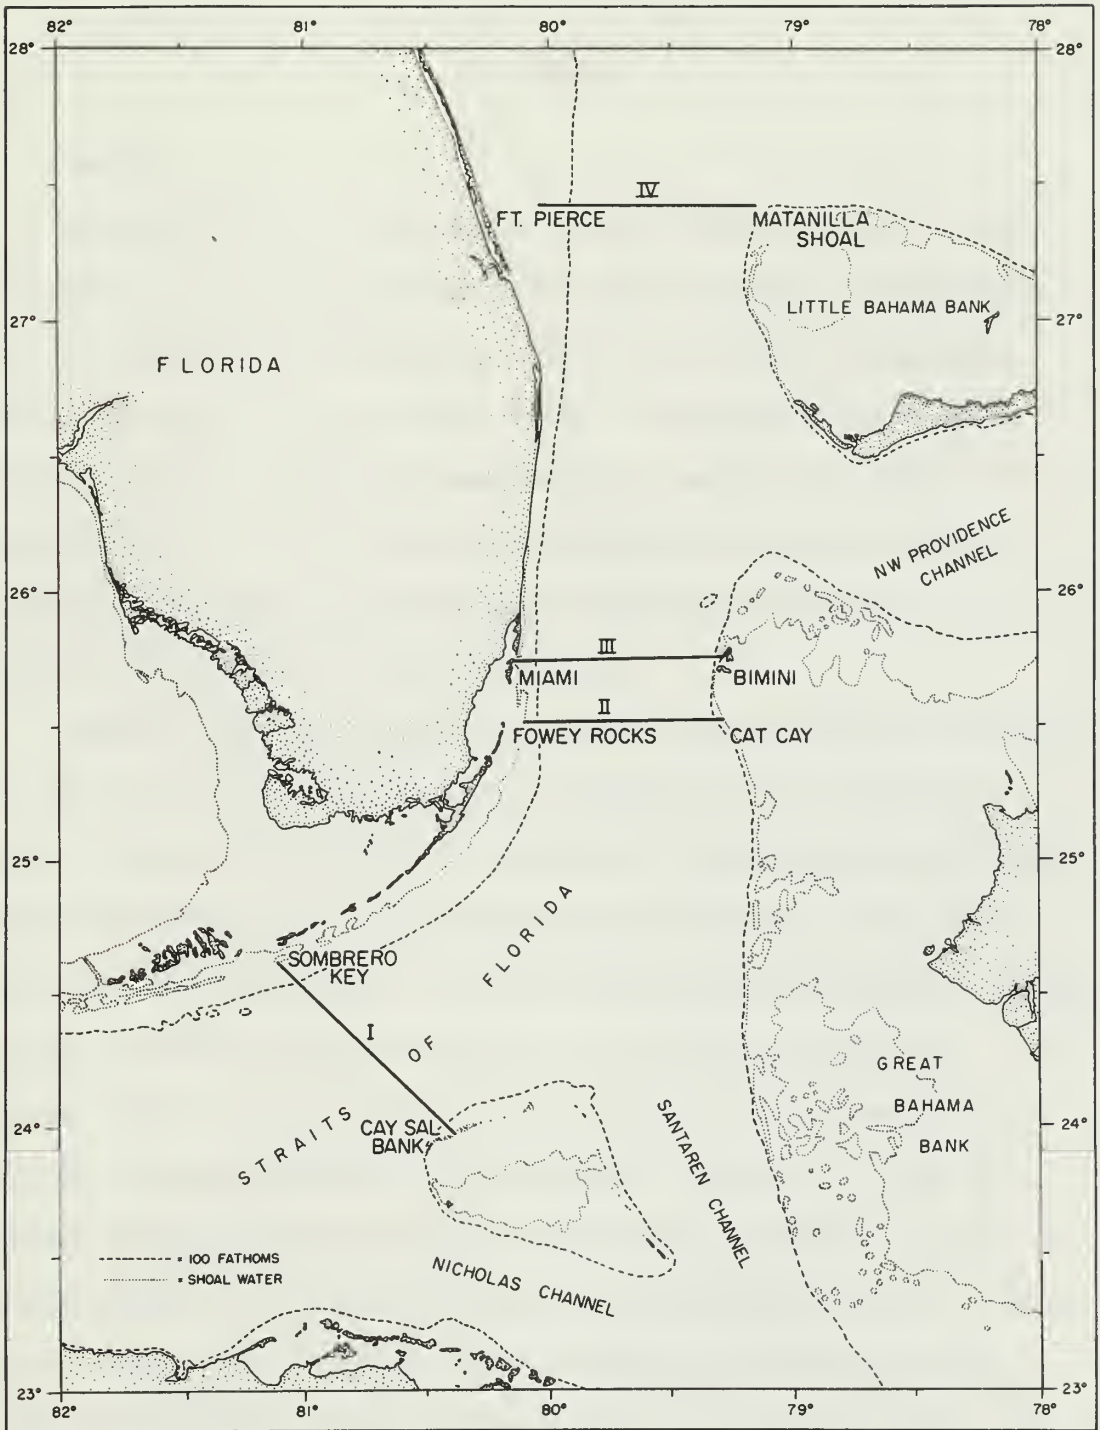 82° 81° 80° 79° 78°
28° 28°
IV
FT. PIERCE MATANILLA
SHOAL
LITTLE BAHAMA BANK
27° 27°
FLORIDA
NW PROVIDENCE
CHANNEL
26° 26°
III
MIAMI BIMINI
II
FOWEY ROCKS CAT CAY
25° 25°
SOMBRERO
KEY
I
STRAITS OF FLORIDA
GREAT
BAHAMA
BANK
24° 24°
CAY SAL
BANK
SANTAREN CHANNEL
= 100 FATHOMS
= SHOAL WATER
NICHOLAS CHANNEL
23° 23°
82° 81° 80° 79° 78°